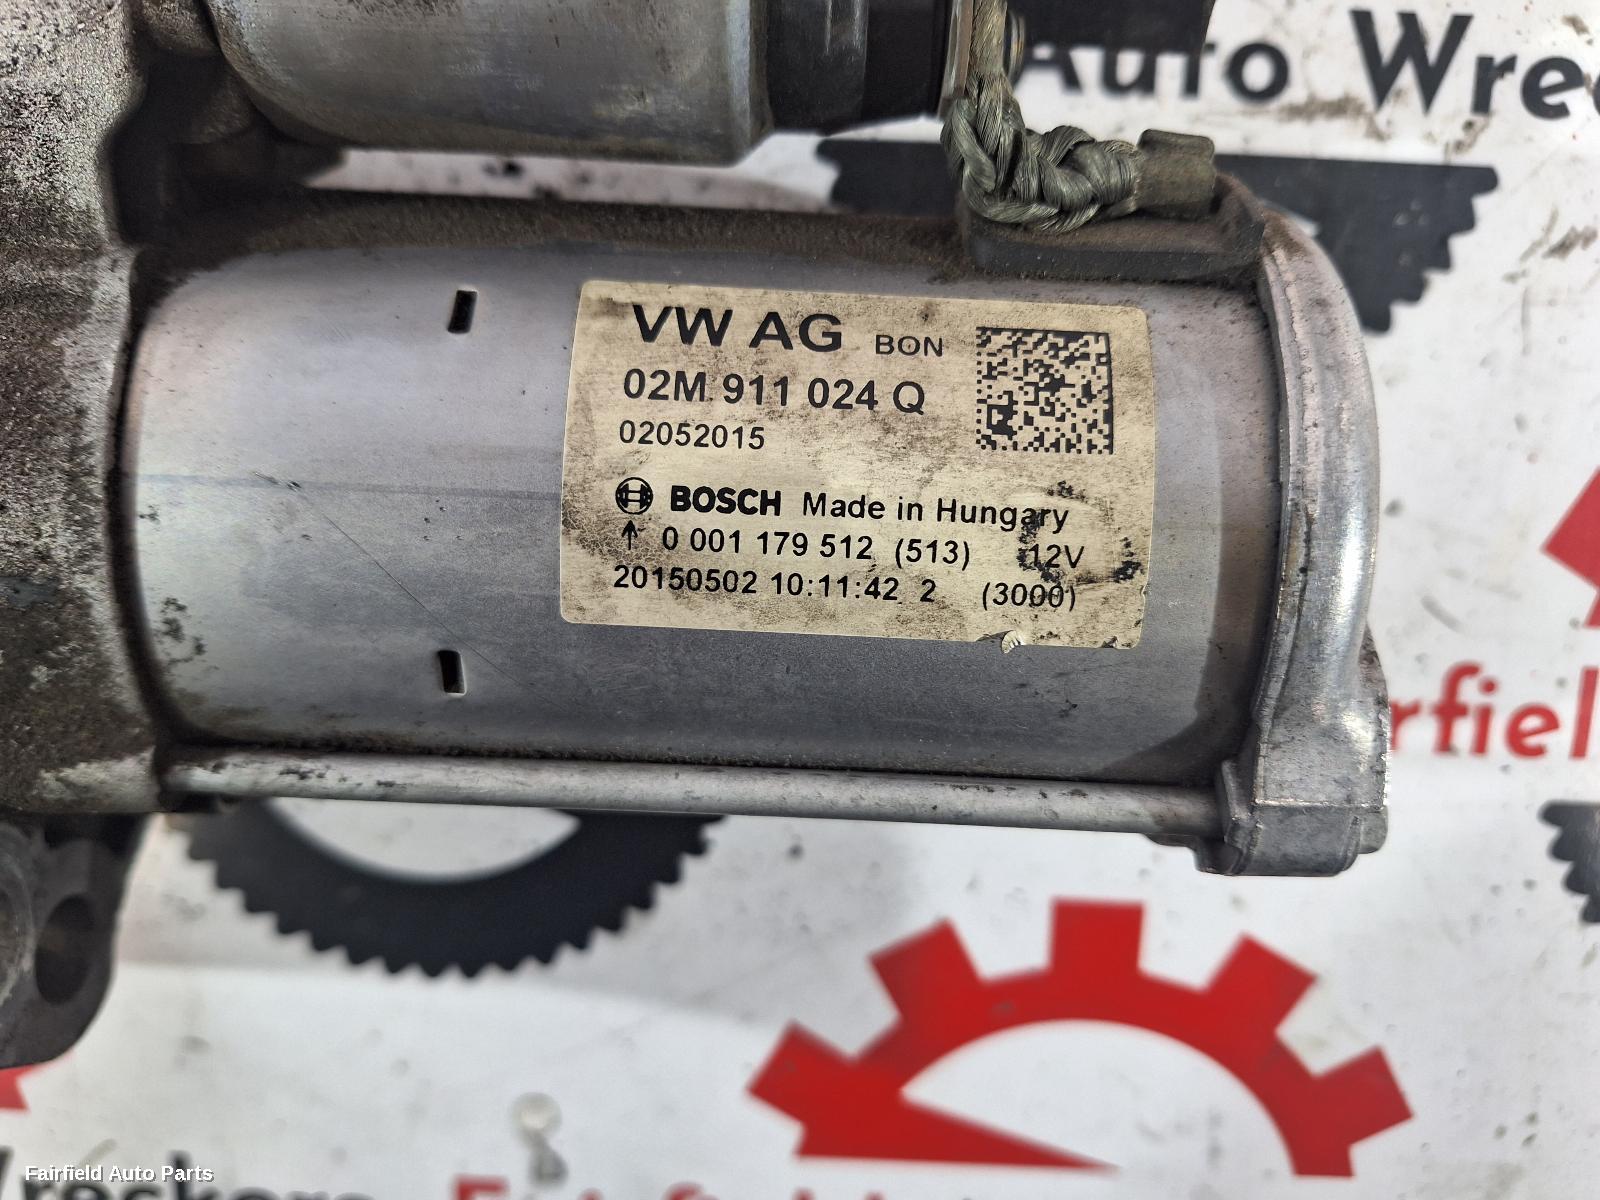 Auto Wrec
VW AG BON
02M 911 024 Q
02052015
BOSCH Made in Hungary
0 001 179 512 (513) 12V
20150502 10:11:42 2 (3000)
rfiel
Fairfield Auto Parts